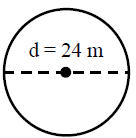 d = 24 m